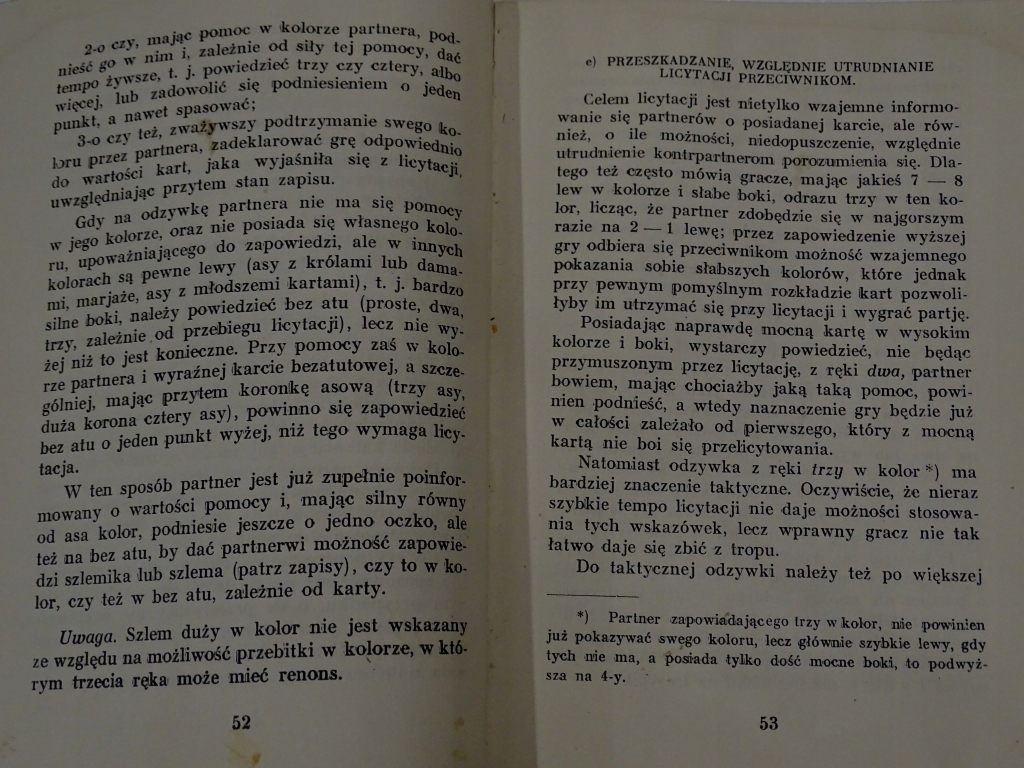 2-o czy, mając pomoc w kolorze partnera, pod-
nieść go w nim i, zależnie od siły tej pomocy, dać
tempo żywsze, t. j. powiedzieć trzy czy cztery, albo
więcej, lub zadowolić się podniesieniem o jeden
punkt, a nawet spasować;
3-o czy też, zważywszy podtrzymanie swego ko-
loru przez partnera, zadeklarować grę odpowiednio
do wartości kart, jaka wyjaśniła się z licytacji,
uwzględniając przytem stan zapisu.
Gdy na odzywkę partnera nie ma się pomocy
w jego kolorze, oraz nie posiada się własnego kolo-
ru, upoważniającego do zapowiedzi, ale w innych
kolorach są pewne lewy (asy z królami lub dama-
mi, marjaże, asy z młodszemi kartami), t. j. bardzo
silne boki, należy powiedzieć bez atu (proste, dwa,
trzy, zależnie od przebiegu licytacji), lecz nie wy-
żej niż to jest konieczne. Przy pomocy zaś w kolo-
rze partnera i wyraźnej karcie bezatutowej, a szcze-
gólniej, mając przytem koronkę asową (trzy asy,
duża korona cztery asy), powinno się zapowiedzieć
bez atu o jeden punkt wyżej, niż tego wymaga licy-
tacja.
W ten sposób partner jest już zupełnie poinfor-
mowany o wartości pomocy i, mając silny równy
od asa kolor, podniesie jeszcze o jedno oczko, ale
też na bez atu, by dać partnerwi możność zapowie-
dzi szlemika lub szlema (patrz zapisy), czy to w ko-
lor, czy też w bez atu, zależnie od karty.
Uwaga. Szlem duży w kolor nie jest wskazany
ze względu na możliwość przebitki w kolorze, w któ-
rym trzecia ręka może mieć renons.
52
e) PRZESZKADZANIE, WZGLĘDNIE UTRUDNIANIE
LICYTACJI PRZECIWNIKOM.
Celem licytacji jest nietylko wzajemne informo-
wanie się partnerów o posiadanej karcie, ale rów-
nież, o ile możności, niedopuszczenie, względnie
utrudnienie kontrpartnerom porozumienia się. Dla-
tego też często mówią gracze, mając jakieś 7 — 8
lew w kolorze i słabe boki, odrazu trzy w ten ko-
lor, licząc, że partner zdobędzie się w najgorszym
razie na 2 — 1 lewę; przez zapowiedzenie wyższej
gry odbiera się przeciwnikom możność wzajemnego
pokazania sobie słabszych kolorów, które jednak
przy pewnym pomyślnym rozkładzie kart pozwoli-
łyby im utrzymać się przy licytacji i wygrać partję.
Posiadając naprawdę mocną kartę w wysokim
kolorze i boki, wystarczy powiedzieć, nie będąc
przymuszonym przez licytację, z ręki dwa, partner
bowiem, mając chociażby jaką taką pomoc, powi-
nien podnieść, a wtedy naznaczenie gry będzie już
w całości zależało od pierwszego, który z mocną
kartą nie boi się przelicytowania.
Natomiast odzywka z ręki trzy w kolor *) ma
bardziej znaczenie taktyczne. Oczywiście, że nieraz
szybkie tempo licytacji nie daje możności stosowa-
nia tych wskazówek, lecz wprawny gracz nie tak
łatwo daje się zbić z tropu.
Do taktycznej odzywki należy też po większej
*) Partner zapowiadającego trzy w kolor, nie powinien
już pokazywać swego koloru, lecz głównie szybkie lewy, gdy
tych nie ma, a posiada tylko dość mocne boki, to podwyż-
sza na 4-y.
53